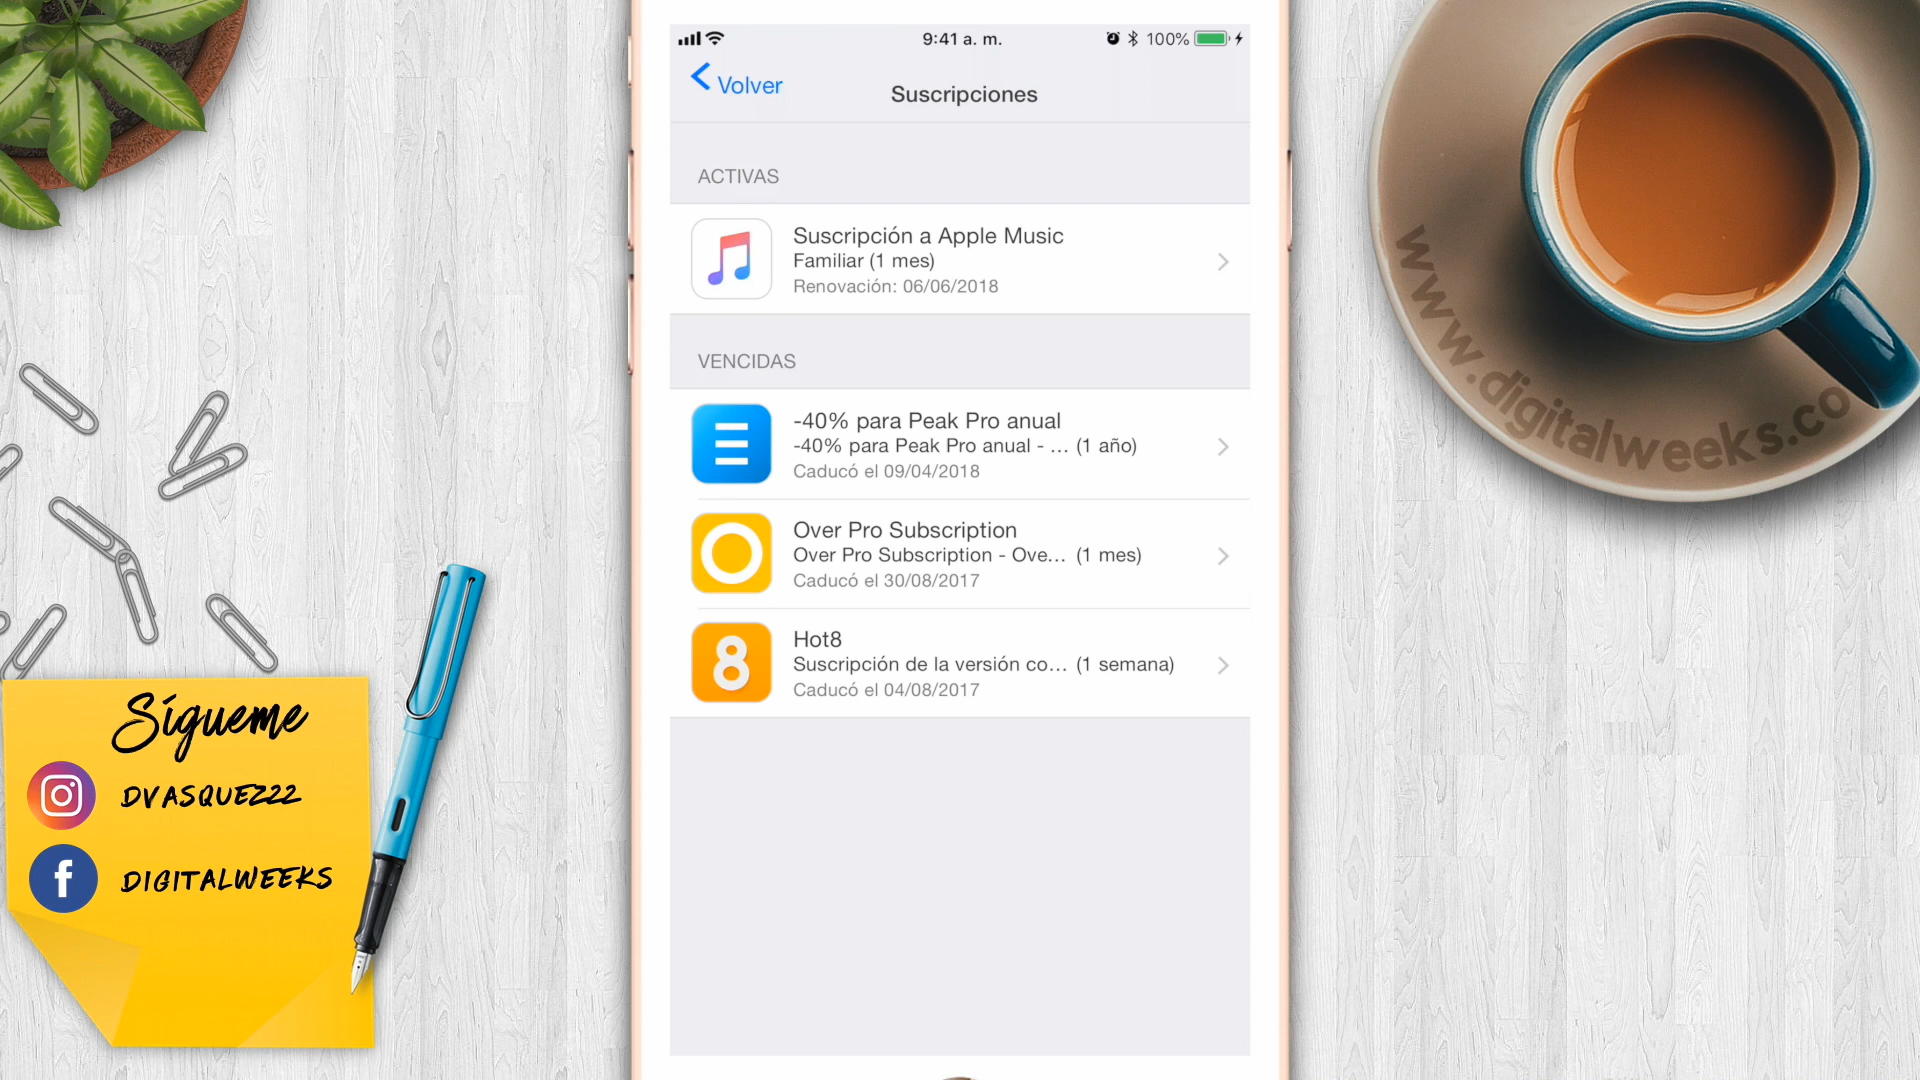 9:41 a. m.
100%
Volver
Suscripciones
ACTIVAS
Suscripción a Apple Music
Familiar (1 mes)
Renovación: 06/06/2018
VENCIDAS
-40% para Peak Pro anual
-40% para Peak Pro anual - ... (1 año)
Caducó el 09/04/2018
Over Pro Subscription
Over Pro Subscription - Ove... (1 mes)
Caducó el 30/08/2017
8
Hot8
Suscripción de la versión co... (1 semana)
Caducó el 04/08/2017
Sígueme
DVASQUEZ22
f
DIGITALWEEKS
www.digitalweeks.co